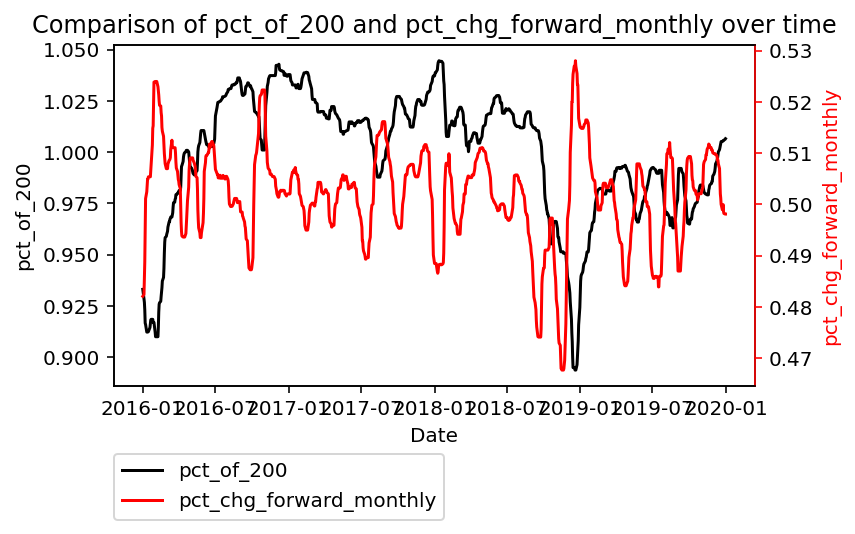 Comparison of pct_of_200 and pct_chg_forward_monthly over time
1.050
1.025
1.000
0.975
0.950
0.925
0.900
pct_of_200
0.53
0.52
0.51
0.50
0.49
0.48
0.47
pct_chg_forward_monthly
2016-01 2016-07 2017-01 2017-07 2018-01 2018-07 2019-01 2019-07 2020-01
Date
pct_of_200
pct_chg_forward_monthly